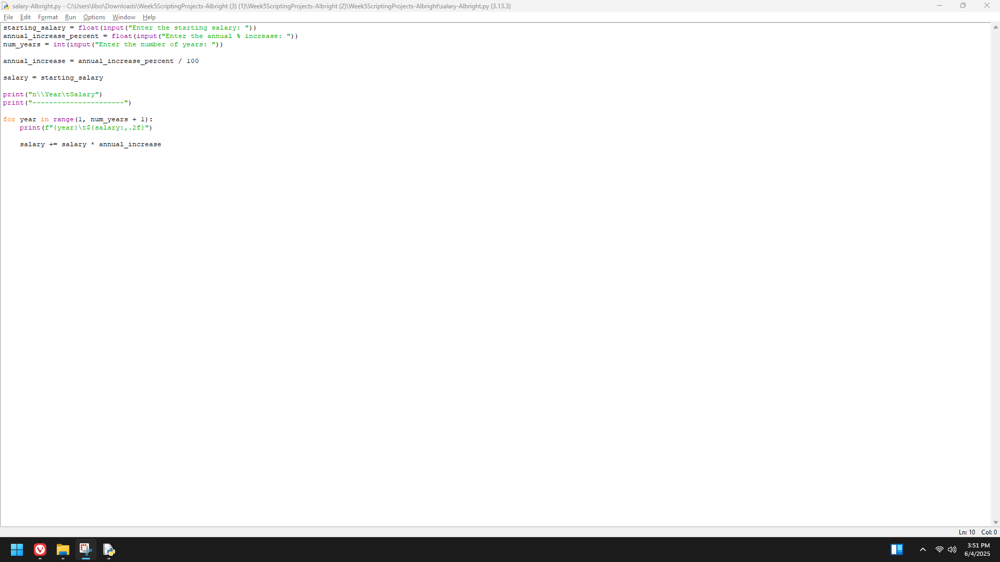 salary-Albright.py - C:\Users\lilso\Downloads\Week5ScriptingProjects-Albright (3) (1)\Week5ScriptingProjects-Albright (2)\Week5ScriptingProjects-Albright\salary-Albright.py (3.13.3)
File Edit Format Run Options Window Help
starting_salary = float(input("Enter the starting salary: "))
annual_increase_percent = float(input("Enter the annual % increase: "))
num_years = int(input("Enter the number of years: "))
annual_increase = annual_increase_percent / 100
salary = starting_salary
print("n\\Year\tSalary")
print("----------------------")
for year in range(1, num_years + 1):
    print(f"{year}\t${salary:,.2f}")
    salary += salary * annual_increase
Ln: 10 Col: 0
3:51 PM
6/4/2025